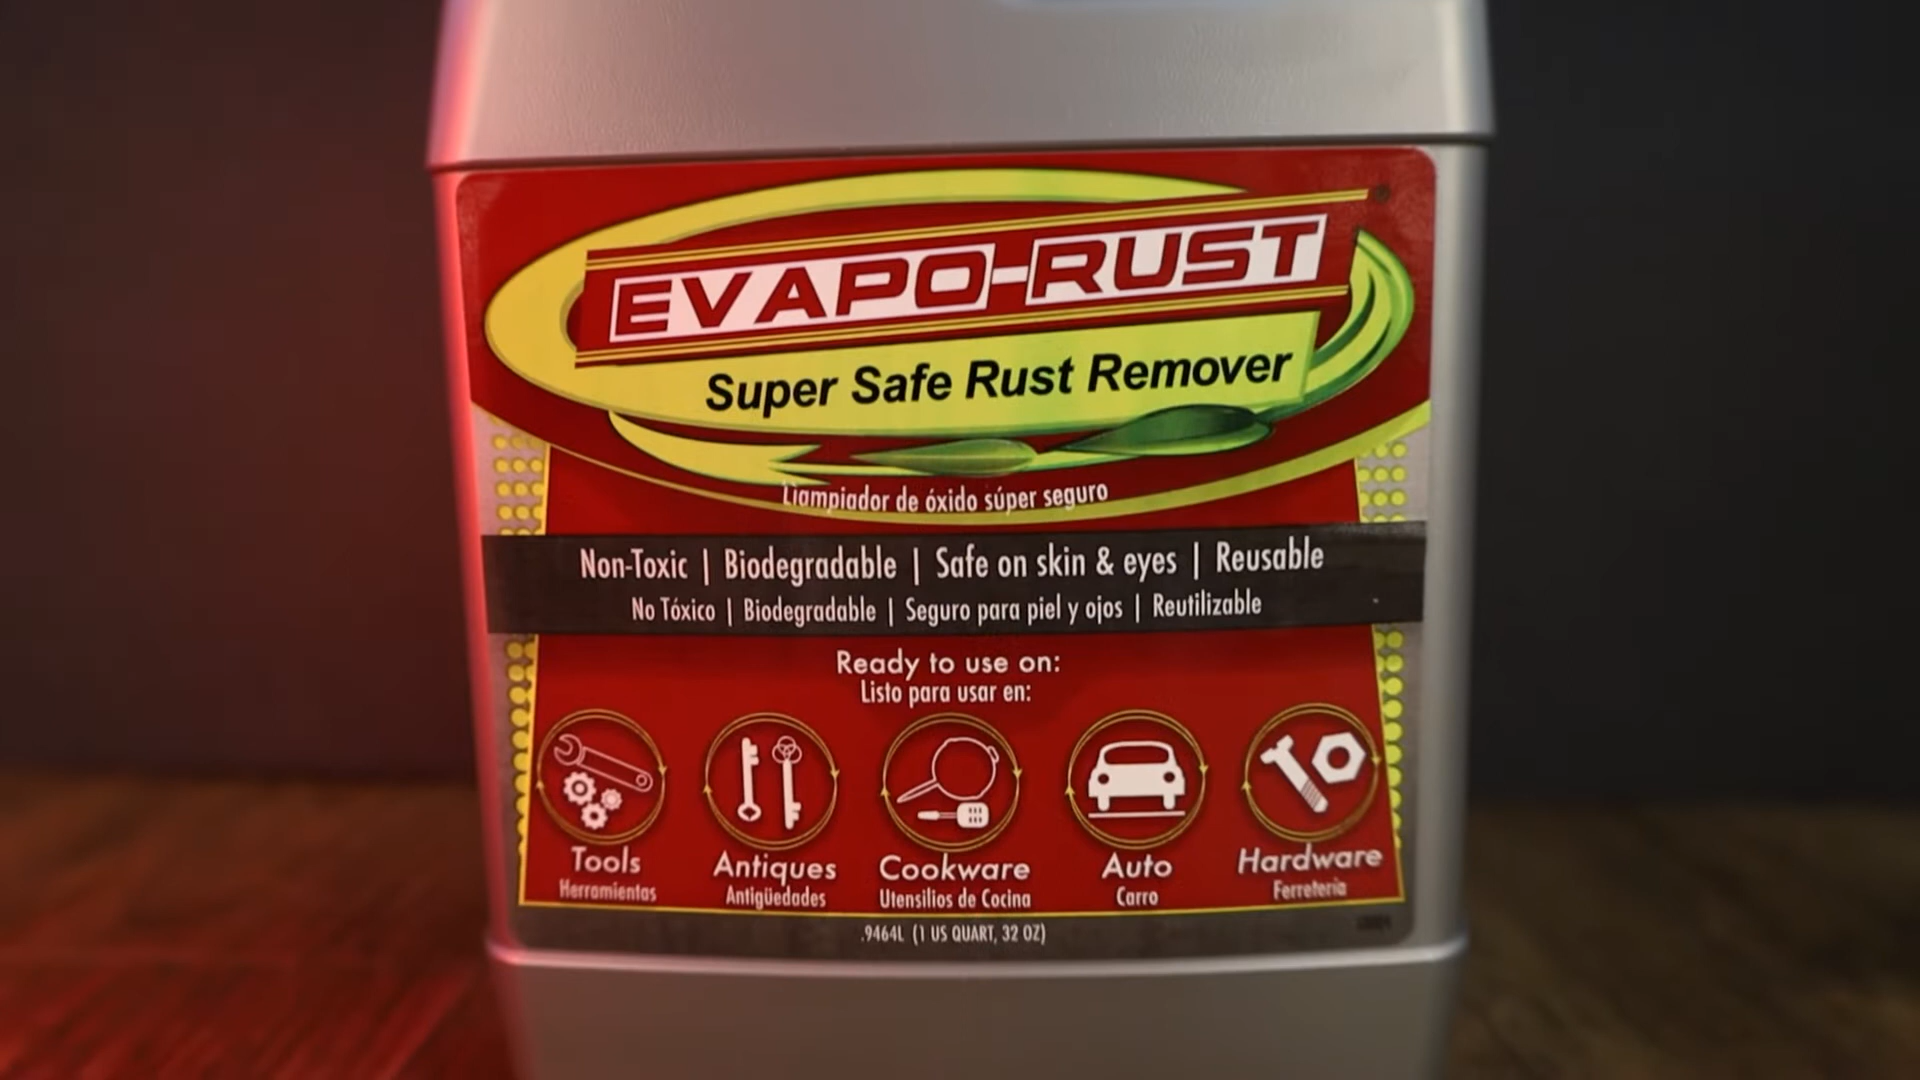 EVAPO-RUST ®
Super Safe Rust Remover
Liampiador de óxido súper seguro
Non-Toxic | Biodegradable | Safe on skin & eyes | Reusable
No Tóxico | Biodegradable | Seguro para piel y ojos | Reutilizable
Ready to use on:
Listo para usar en:
Tools Antiques Cookware Auto Hardware
Herramientas Antigüedades Utensilios de Cocina Carro Ferretería
.9464L (1 US QUART, 32 OZ)